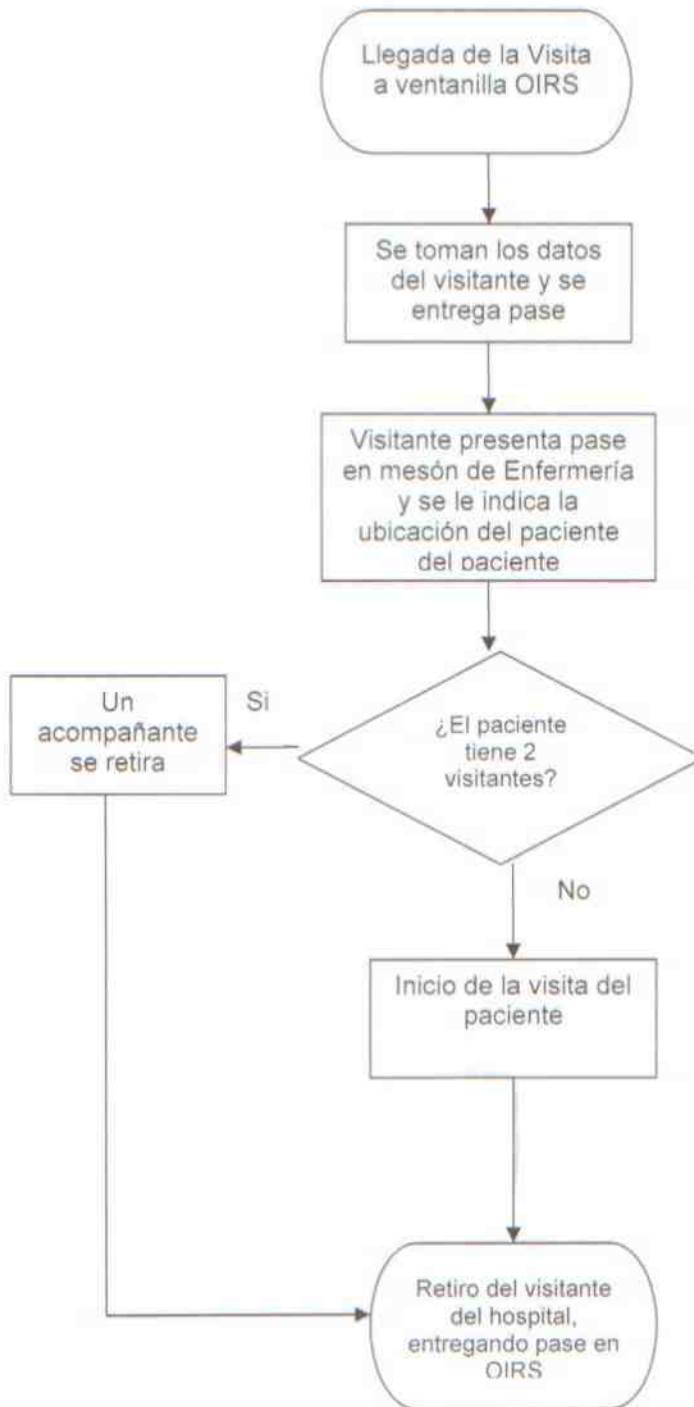 Llegada de la Visita
a ventanilla OIRS
Se toman los datos
del visitante y se
entrega pase
Visitante presenta pase
en mesón de Enfermería
y se le indica la
ubicación del paciente
del paciente
¿El paciente
tiene 2
visitantes?
Si
Un
acompañante
se retira
No
Inicio de la visita del
paciente
Retiro del visitante
del hospital,
entregando pase en
OIRS